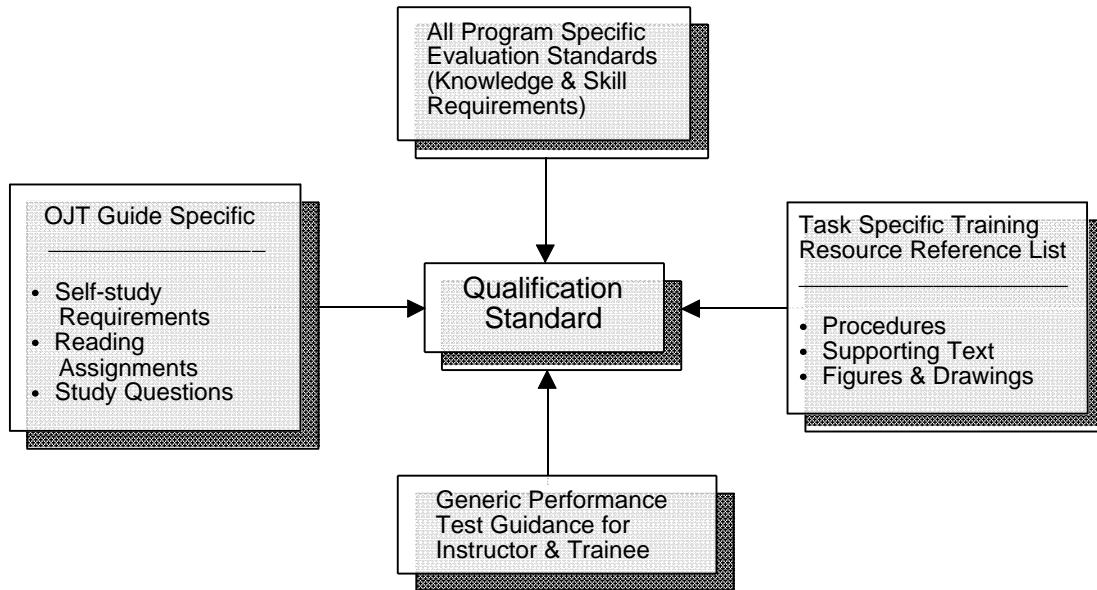 All Program Specific
Evaluation Standards
(Knowledge & Skill
Requirements)
OJT Guide Specific
• Self-study
Requirements
• Reading
Assignments
• Study Questions
Qualification
Standard
Task Specific Training
Resource Reference List
• Procedures
• Supporting Text
• Figures & Drawings
Generic Performance
Test Guidance for
Instructor & Trainee